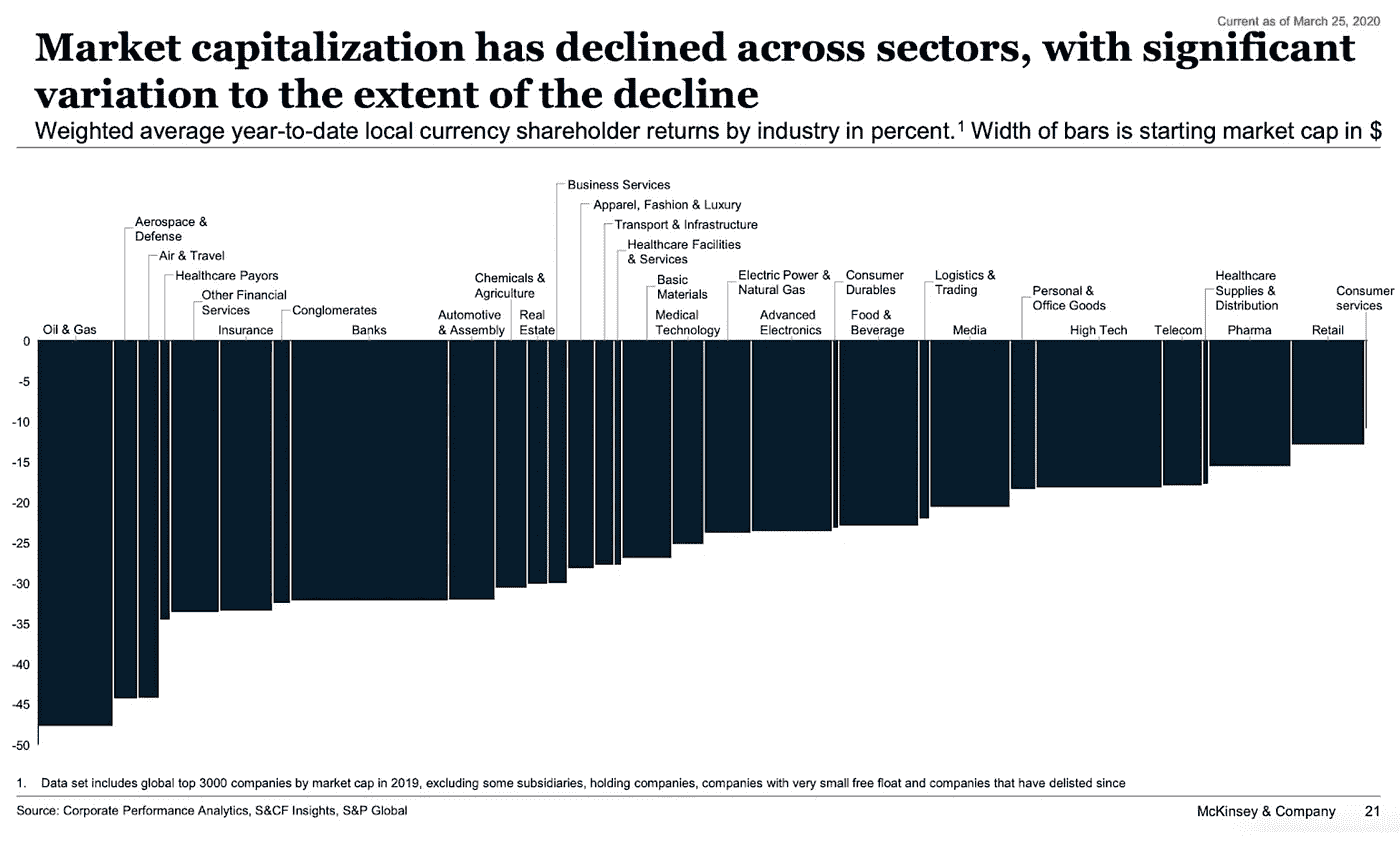 Current as of March 25, 2020
Market capitalization has declined across sectors, with significant
variation to the extent of the decline
Weighted average year-to-date local currency shareholder returns by industry in percent.¹ Width of bars is starting market cap in $
Oil & Gas
Aerospace &
Defense
Air & Travel
Healthcare Payors
Other Financial
Services
Insurance
Conglomerates
Banks
Automotive
& Assembly
Chemicals &
Agriculture
Real
Estate
Business Services
Apparel, Fashion & Luxury
Transport & Infrastructure
Healthcare Facilities
& Services
Basic
Materials
Medical
Technology
Electric Power &
Natural Gas
Advanced
Electronics
Consumer
Durables
Food &
Beverage
Logistics &
Trading
Media
Personal &
Office Goods
High Tech
Telecom
Healthcare
Supplies &
Distribution
Pharma
Retail
Consumer
services
0
-5
-10
-15
-20
-25
-30
-35
-40
-45
-50
1. Data set includes global top 3000 companies by market cap in 2019, excluding some subsidiaries, holding companies, companies with very small free float and companies that have delisted since
Source: Corporate Performance Analytics, S&CF Insights, S&P Global
McKinsey & Company 21